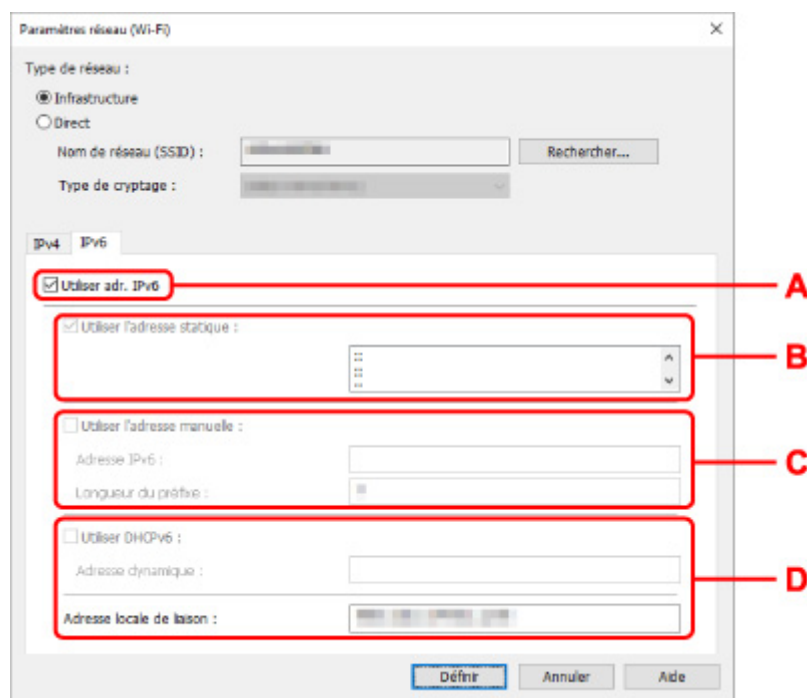 Paramètres réseau (Wi-Fi)
Type de réseau :
Infrastructure
Direct
Nom de réseau (SSID) :
Rechercher...
Type de cryptage :
IPv4 IPv6
Utiliser adr. IPv6
A
Utiliser l'adresse statique :
::
::
::
B
Utiliser l'adresse manuelle :
Adresse IPv6 :
C
Longueur du préfixe :
Utiliser DHCPv6 :
Adresse dynamique :
D
Adresse locale de liaison :
Définir Annuler Aide